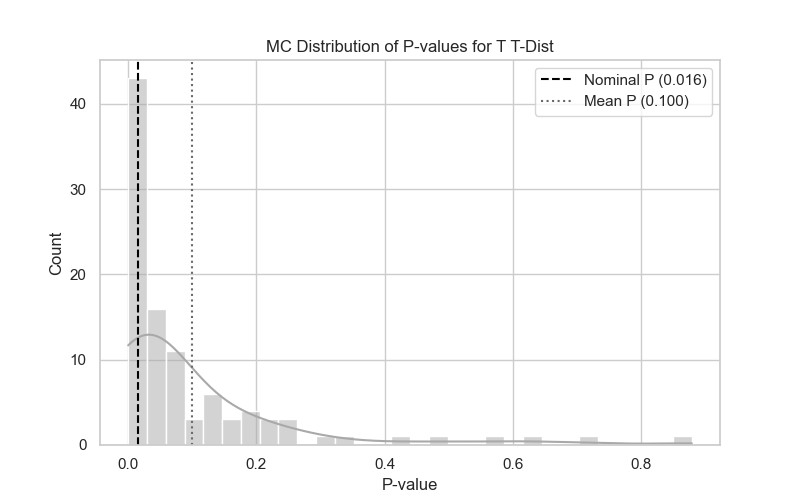 MC Distribution of P-values for T T-Dist
Nominal P (0.016)
Mean P (0.100)
Count
40
30
20
10
0
0.0 0.2 0.4 0.6 0.8
P-value